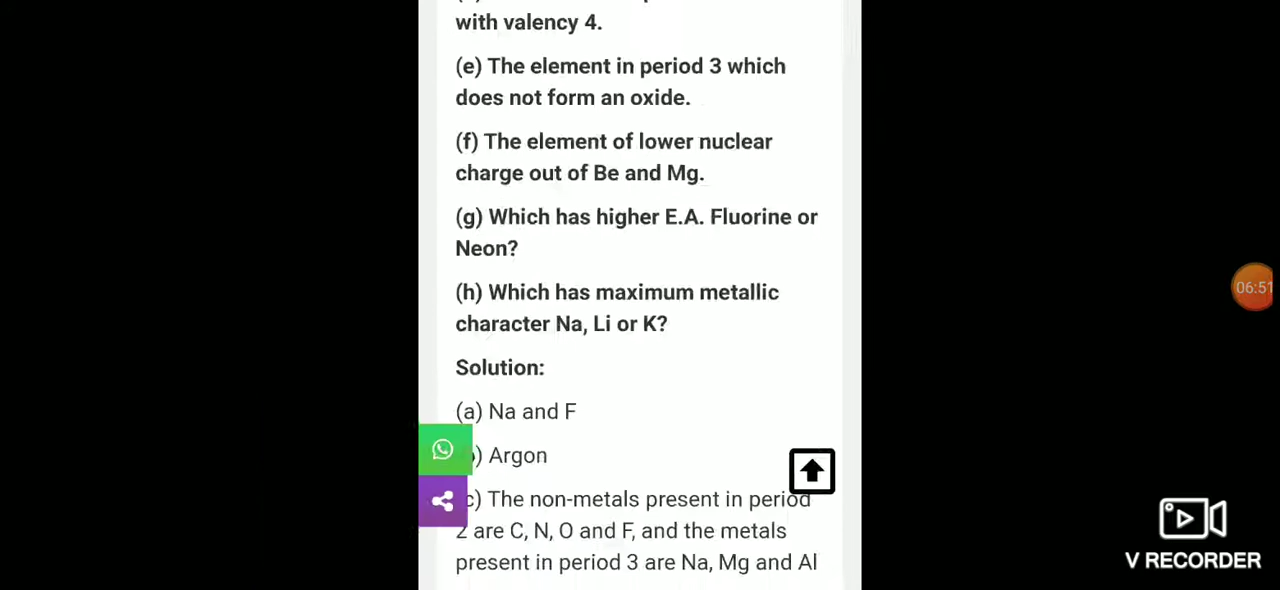 with valency 4.
(e) The element in period 3 which
does not form an oxide.
(f) The element of lower nuclear
charge out of Be and Mg.
(g) Which has higher E.A. Fluorine or
Neon?
(h) Which has maximum metallic
character Na, Li or K?
Solution:
(a) Na and F
) Argon
c) The non-metals present in period
2 are C, N, O and F, and the metals
present in period 3 are Na, Mg and Al
06:51
V RECORDER